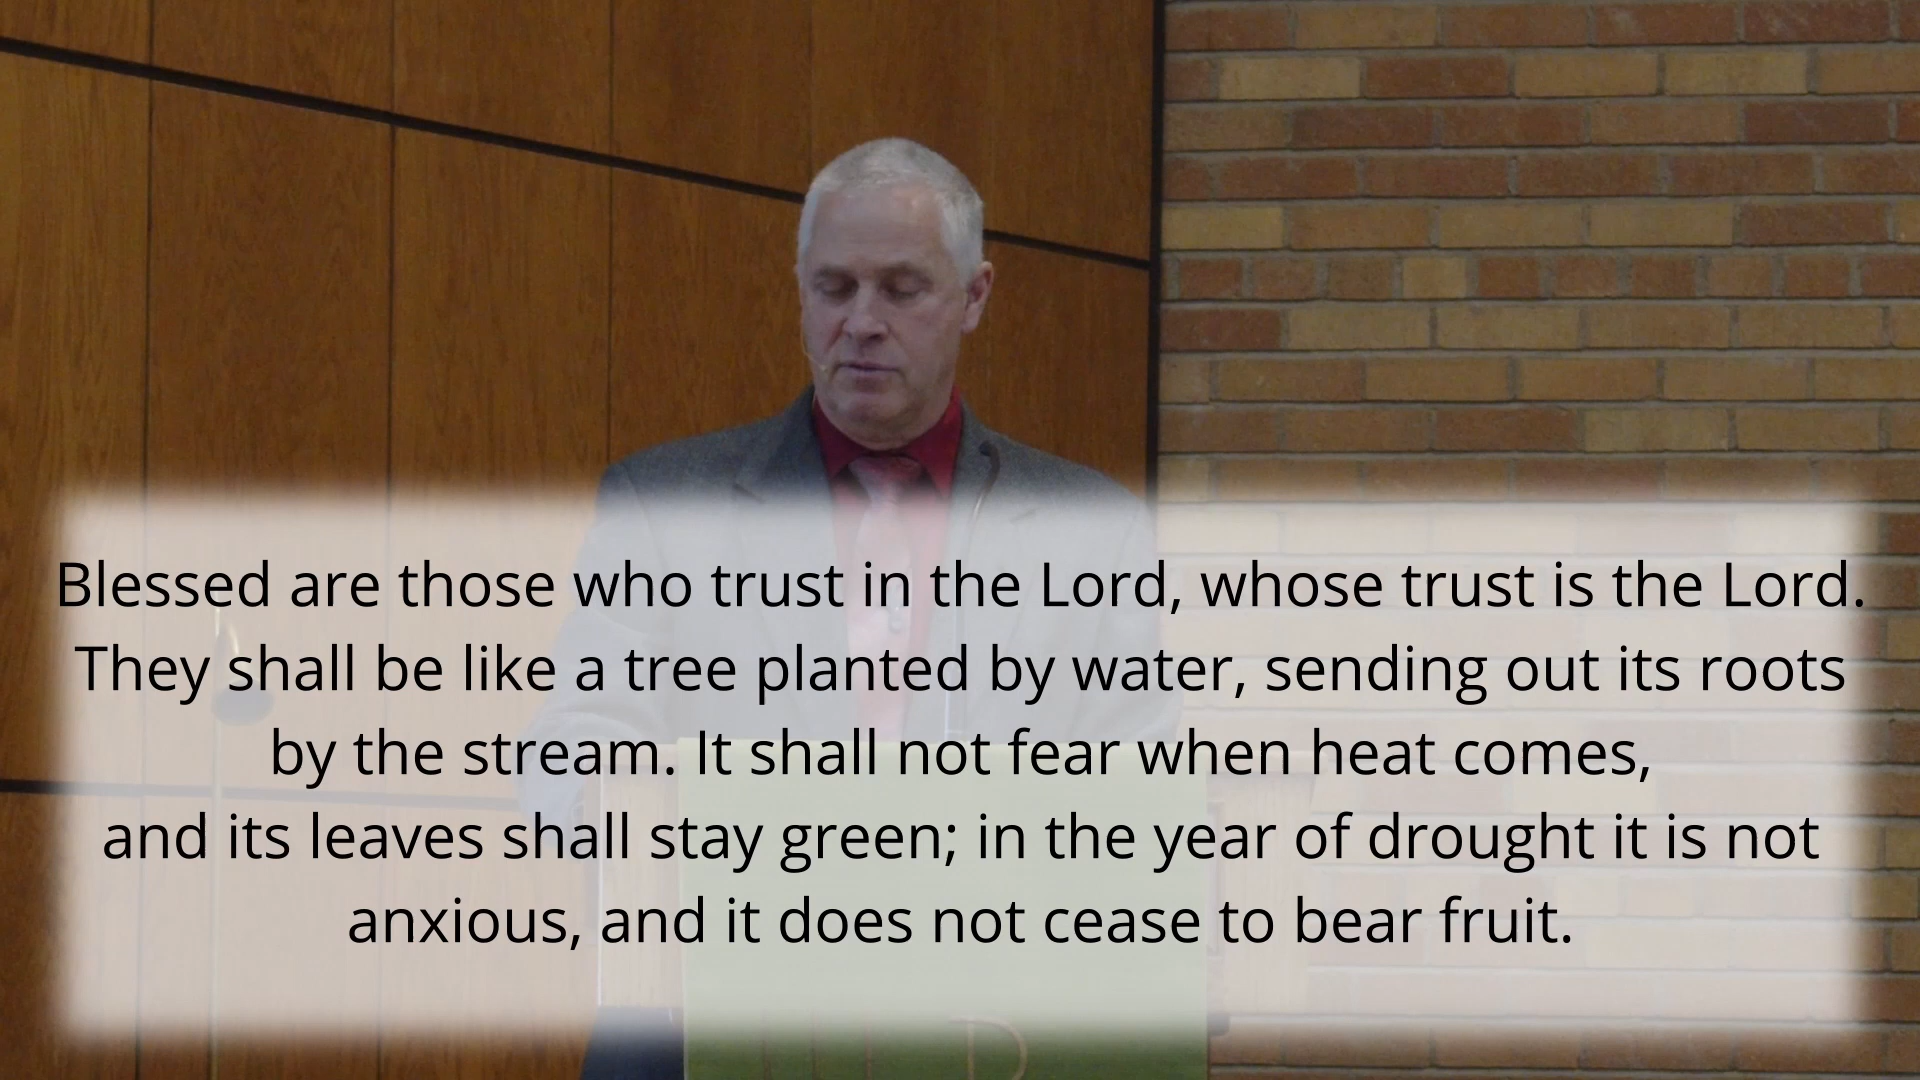 Blessed are those who trust in the Lord, whose trust is the Lord.
They shall be like a tree planted by water, sending out its roots
by the stream. It shall not fear when heat comes,
and its leaves shall stay green; in the year of drought it is not
anxious, and it does not cease to bear fruit.